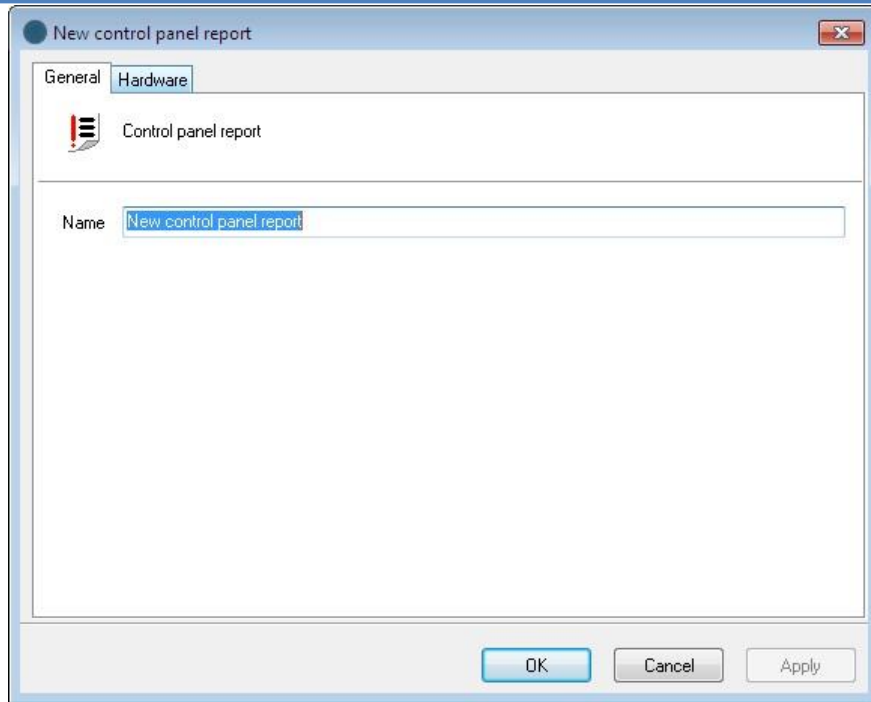 New control panel report
General Hardware
Control panel report
Name New control panel report
OK Cancel Apply